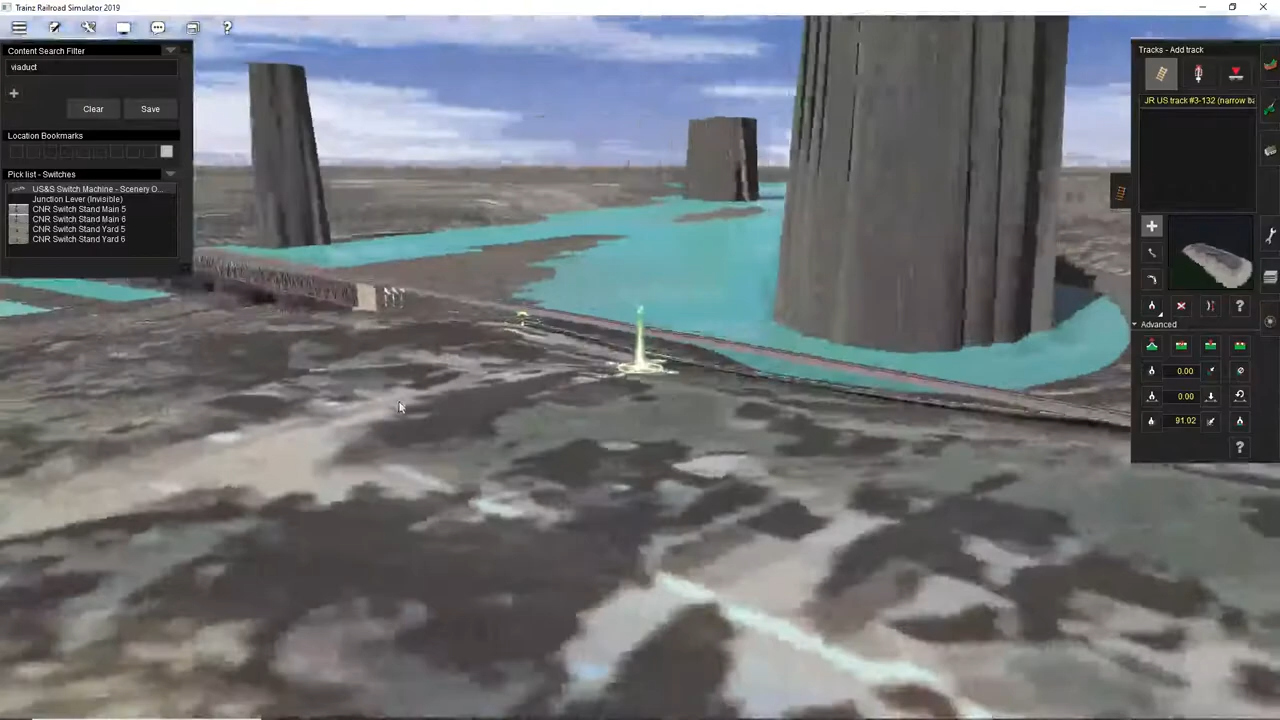 Trainz Railroad Simulator 2019
Content Search Filter
viaduct
Clear
Save
Location Bookmarks
Pick list - Switches
US&S Switch Machine - Scenery O...
Junction Lever (Invisible)
CNR Switch Stand Main 5
CNR Switch Stand Main 6
CNR Switch Stand Yard 5
CNR Switch Stand Yard 6
Tracks - Add track
JR US track #3-132 (narrow ba
Advanced
0.00
0.00
91.02